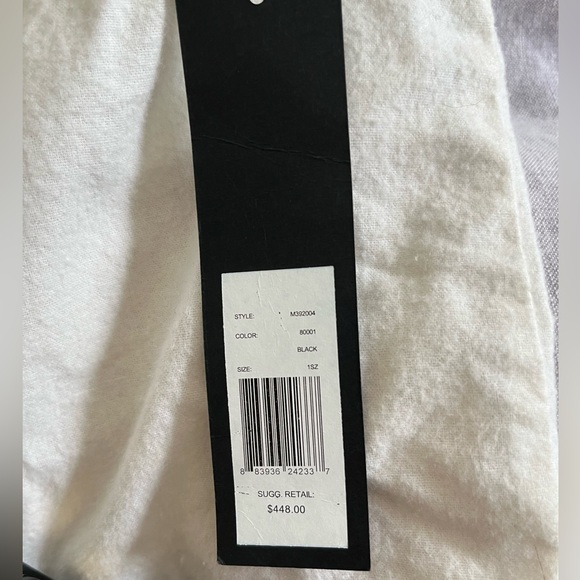 STYLE: M392004
COLOR: 80001
BLACK
SIZE: 1SZ
8 83936 24233 7
SUGG. RETAIL:
$448.00